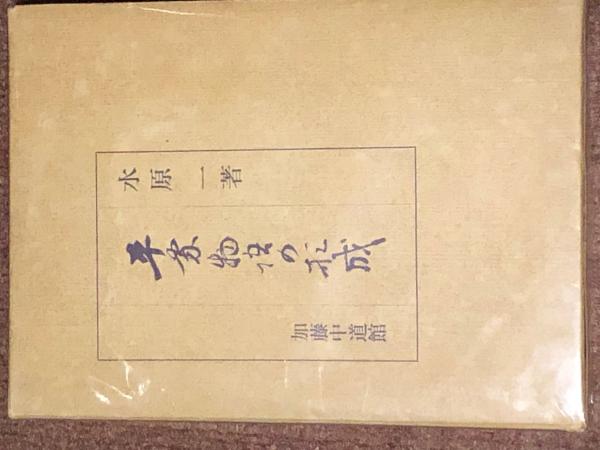 水原一著
平家物語の形成
加藤中道館